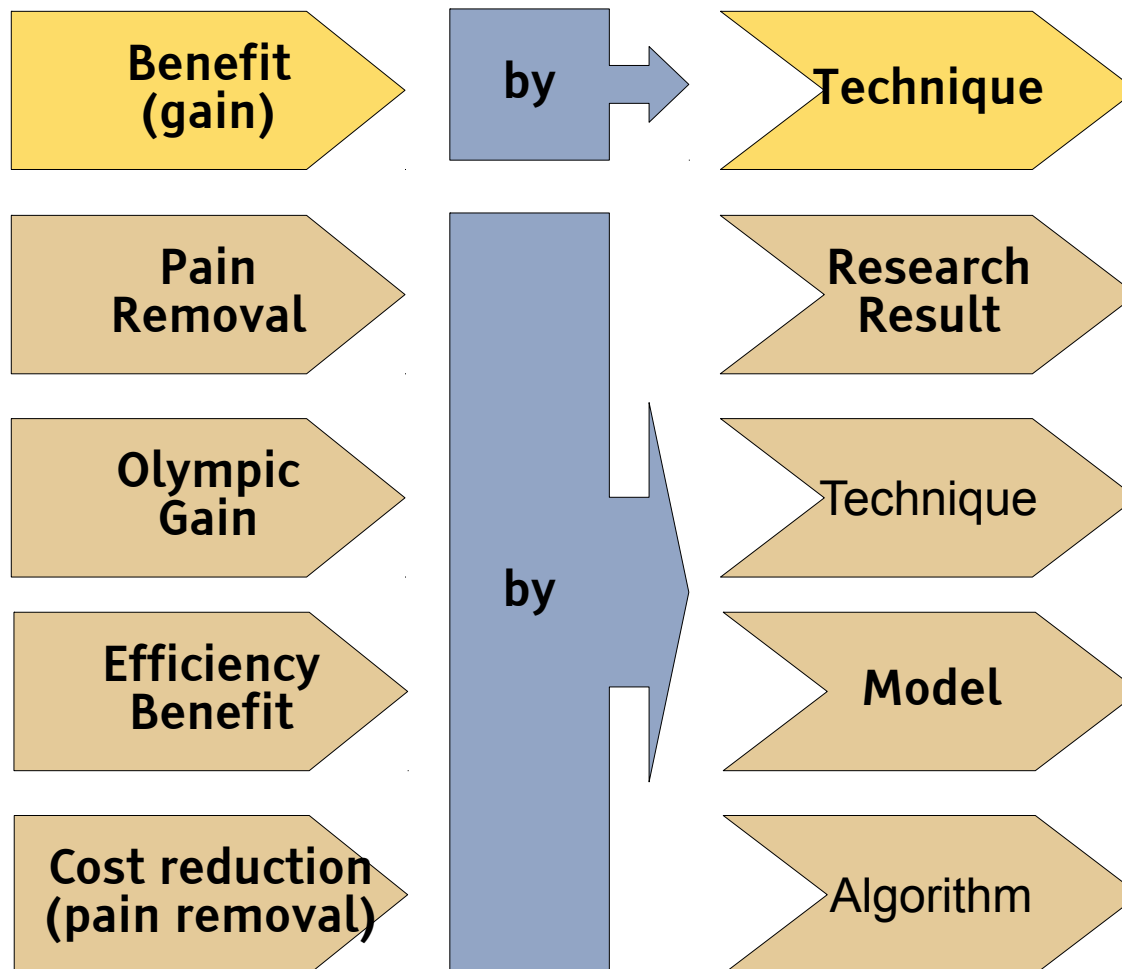 Benefit
(gain)
by
Technique
Pain
Removal
Research
Result
Olympic
Gain
Technique
by
Efficiency
Benefit
Model
Cost reduction
(pain removal)
Algorithm